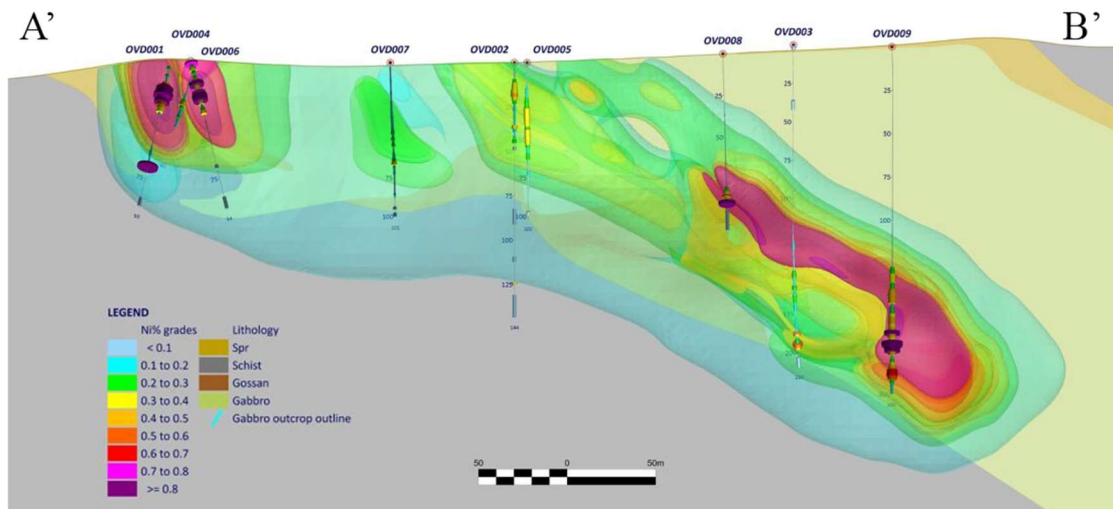 A’
B’
OVD004
OVD001
OVD006
OVD007
OVD002
OVD005
OVD008
OVD003
OVD009
25
25
25
50
50
50
75
75
75
75
75
75
100
100
100
100
125
144
LEGEND
Ni% grades
Lithology
< 0.1
Spr
0.1 to 0.2
Schist
0.2 to 0.3
Gossan
0.3 to 0.4
Gabbro
0.4 to 0.5
Gabbro outcrop outline
0.5 to 0.6
0.6 to 0.7
0.7 to 0.8
>= 0.8
50
0
50m